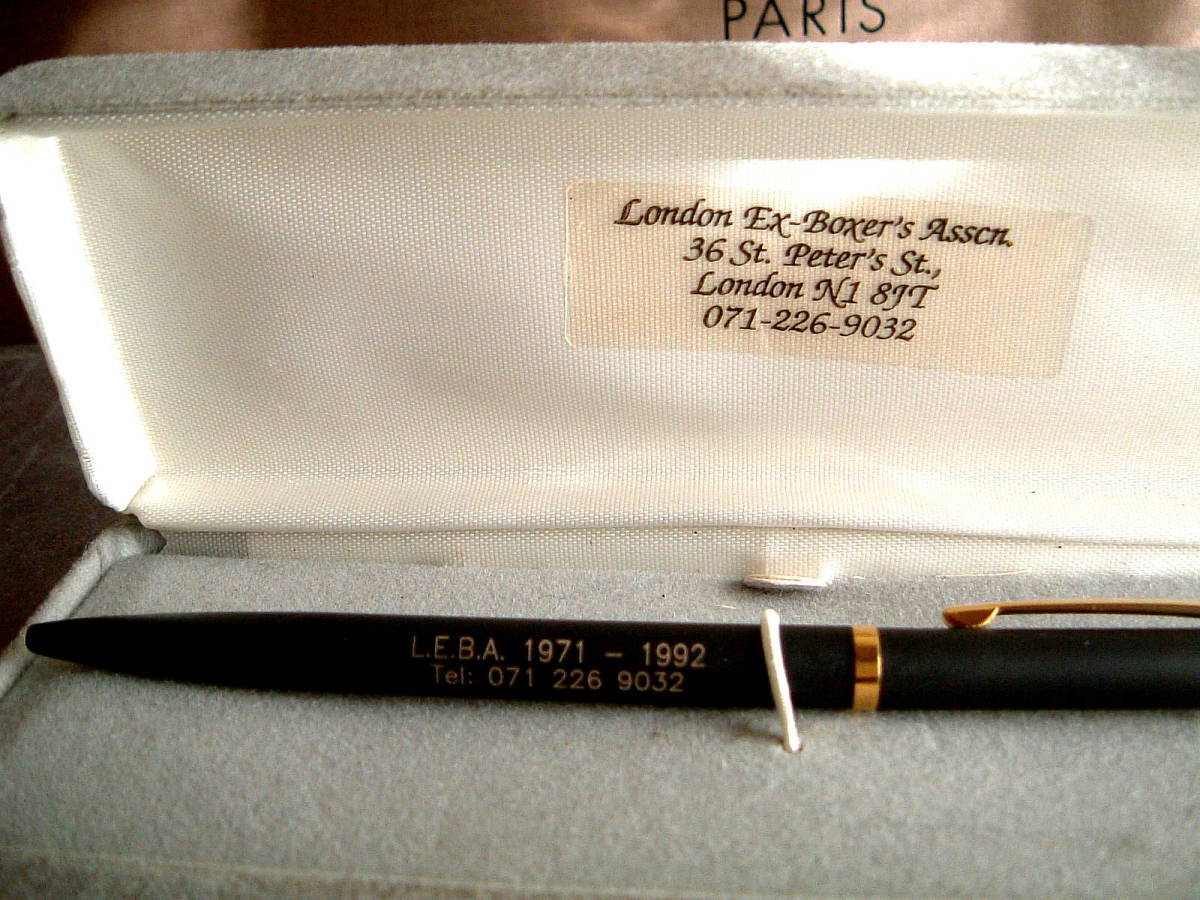 PARIS
London Ex-Boxer's Asscn.
36 St. Peter's St.,
London N1 8JT
071-226-9032
L.E.B.A. 1971 – 1992
Tel: 071 226 9032